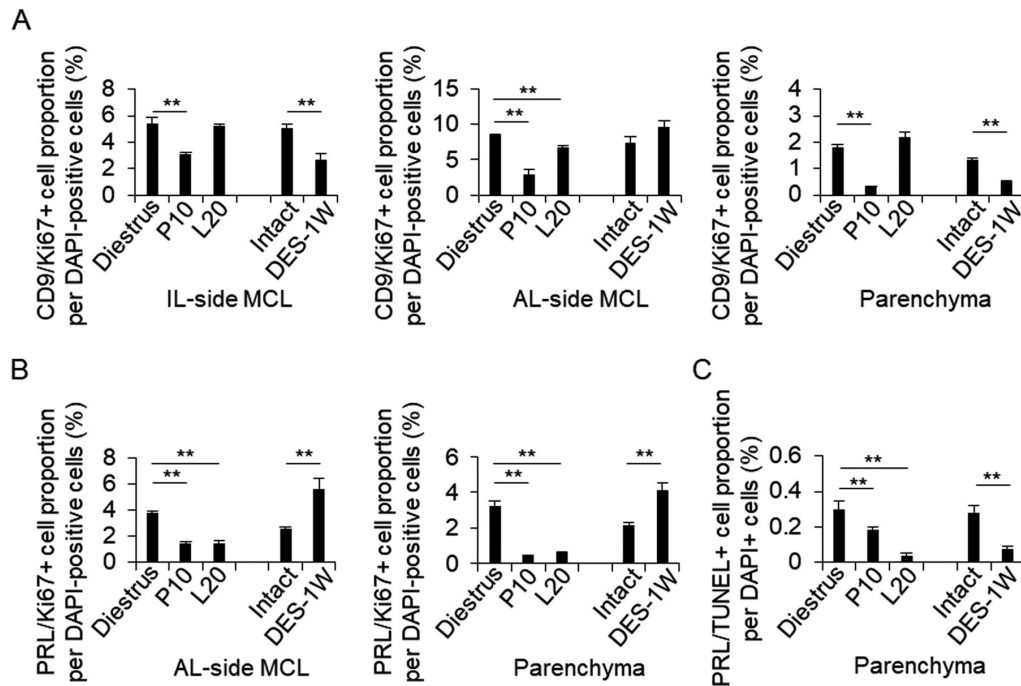 A
CD9/Ki67+ cell proportion
per DAPI-positive cells (%)
8
6
4
2
0
**
**
Diestrus
P10
L20
Intact
DES-1W
IL-side MCL
CD9/Ki67+ cell proportion
per DAPI-positive cells (%)
15
10
5
0
**
**
Diestrus
P10
L20
Intact
DES-1W
AL-side MCL
CD9/Ki67+ cell proportion
per DAPI-positive cells (%)
4
3
2
1
0
**
**
Diestrus
P10
L20
Intact
DES-1W
Parenchyma
B
PRL/Ki67+ cell proportion
per DAPI-positive cells (%)
8
6
4
2
0
**
**
**
Diestrus
P10
L20
Intact
DES-1W
AL-side MCL
PRL/Ki67+ cell proportion
per DAPI-positive cells (%)
6
4
2
0
**
**
**
Diestrus
P10
L20
Intact
DES-1W
Parenchyma
C
PRL/TUNEL+ cell proportion
per DAPI+ cells (%)
0.6
0.4
0.2
0
**
**
**
Diestrus
P10
L20
Intact
DES-1W
Parenchyma